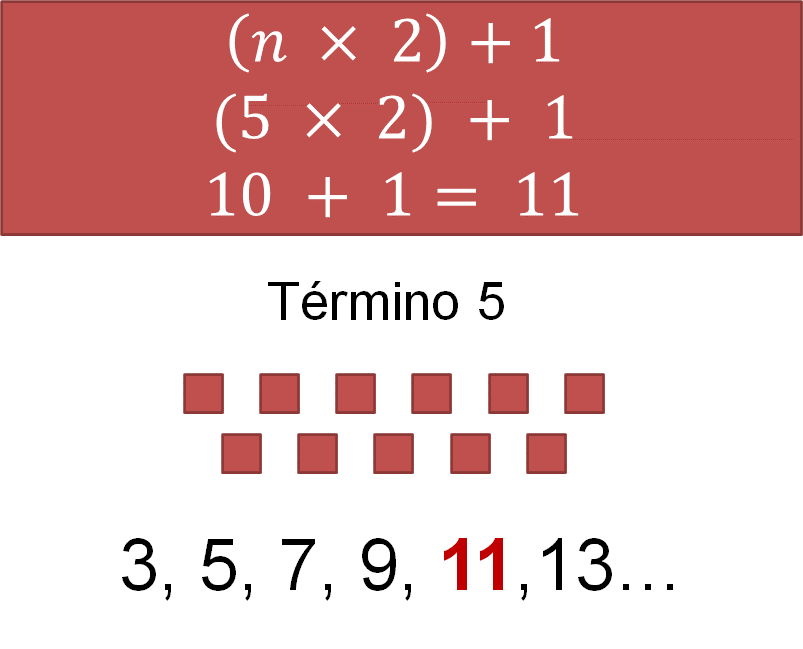 (n × 2) + 1
(5 × 2) + 1
10 + 1 = 11
Término 5
3, 5, 7, 9, 11,13…